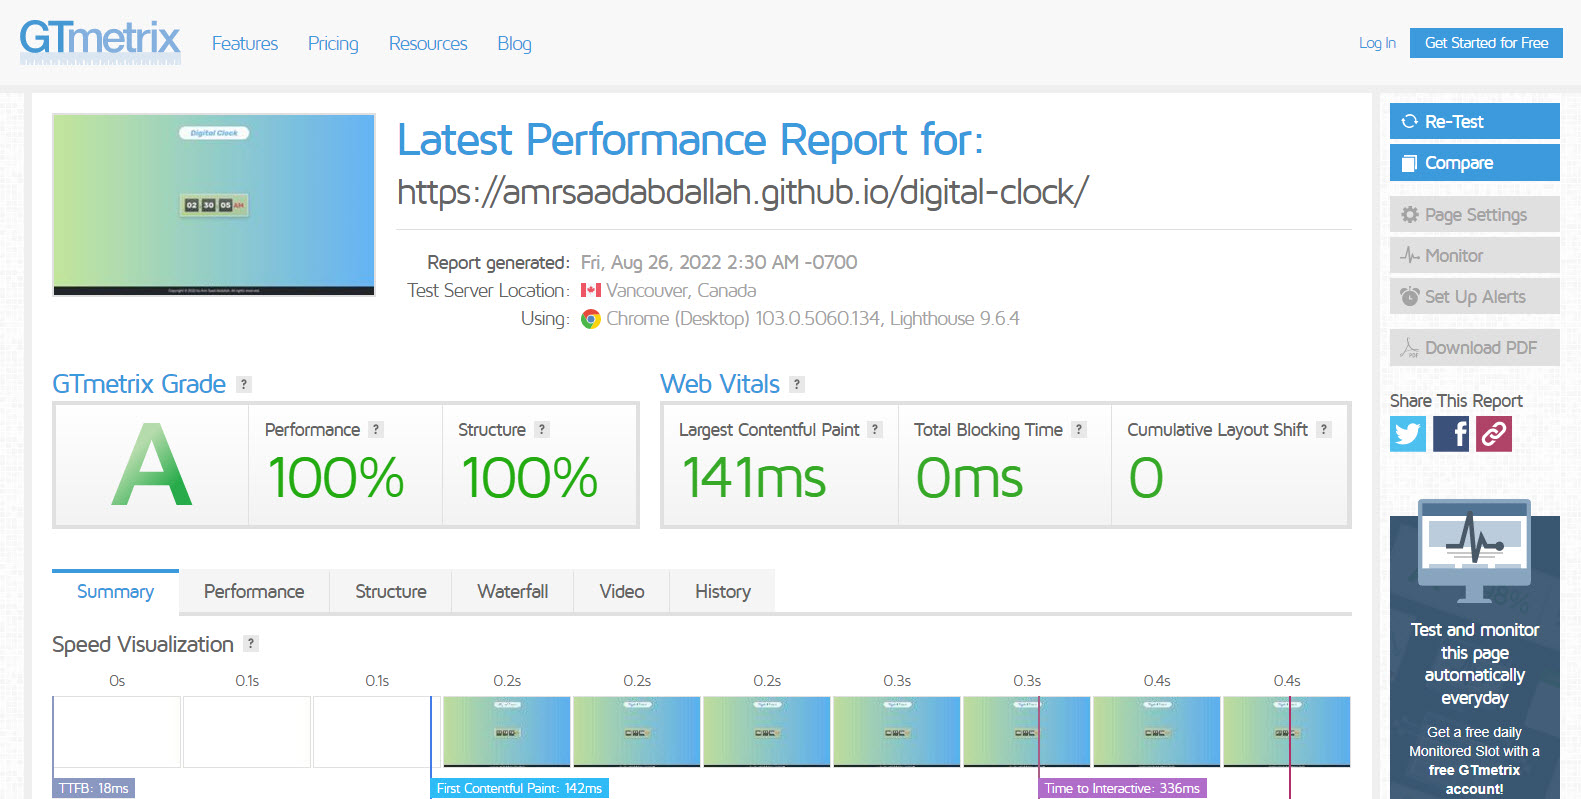 GTmetrix
Features
Pricing
Resources
Blog
Log In
Get Started for Free
Digital Clock
02 30 05 AM
Latest Performance Report for:
https://amrsaadabdallah.github.io/digital-clock/
Report generated: Fri, Aug 26, 2022 2:30 AM -0700
Test Server Location: Vancouver, Canada
Using: Chrome (Desktop) 103.0.5060.134, Lighthouse 9.6.4
Re-Test
Compare
Page Settings
Monitor
Set Up Alerts
Download PDF
Share This Report
GTmetrix Grade ?
A
Performance ?
100%
Structure ?
100%
Web Vitals ?
Largest Contentful Paint ?
141ms
Total Blocking Time ?
0ms
Cumulative Layout Shift ?
0
Summary
Performance
Structure
Waterfall
Video
History
Speed Visualization ?
0s
0.1s
0.1s
0.2s
0.2s
0.2s
0.3s
0.3s
0.4s
0.4s
TTFB: 18ms
First Contentful Paint: 142ms
Time to Interactive: 336ms
Test and monitor
this page
automatically
everyday
Get a free daily
Monitored Slot with a
free GTmetrix
account!